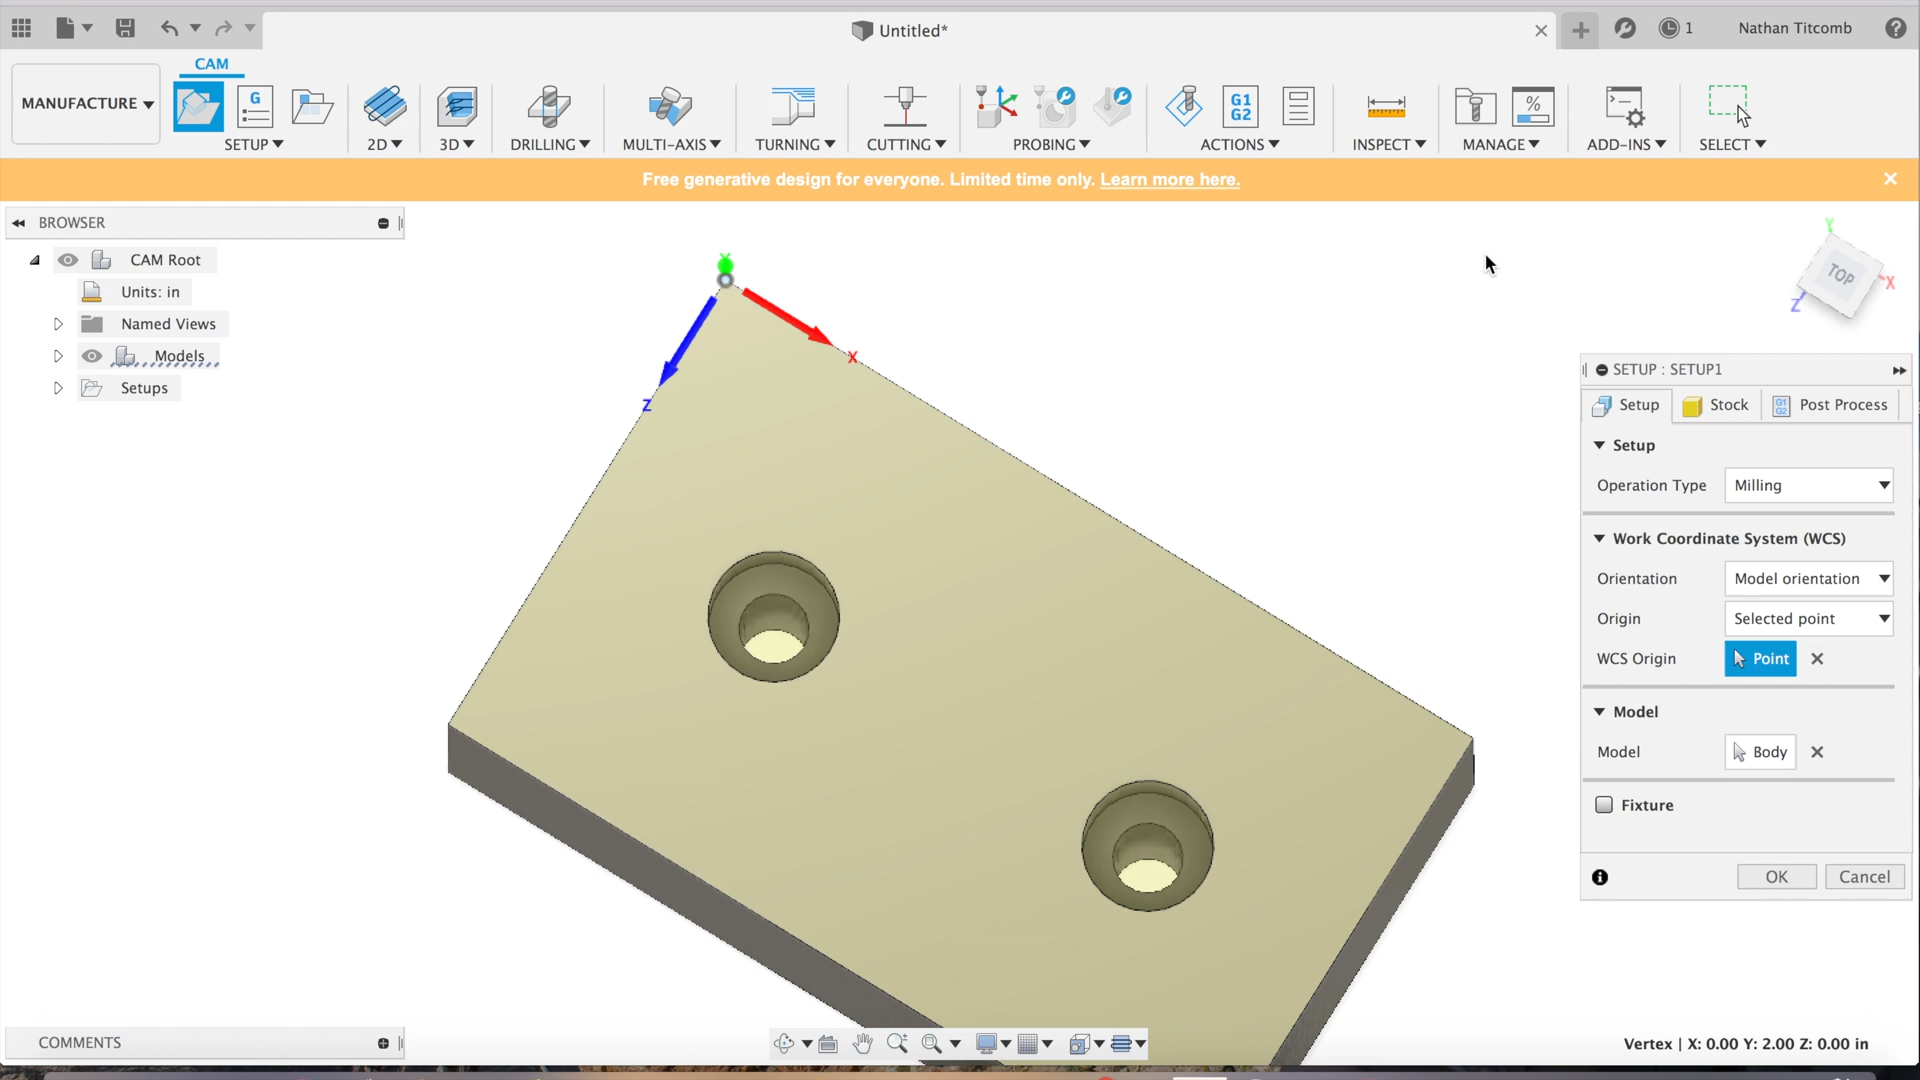 Untitled*
1
Nathan Titcomb
CAM
MANUFACTURE
G
G1
G2
%
SETUP
2D
3D
DRILLING
MULTI-AXIS
TURNING
CUTTING
PROBING
ACTIONS
INSPECT
MANAGE
ADD-INS
SELECT
Free generative design for everyone. Limited time only. Learn more here.
BROWSER
CAM Root
Units: in
Named Views
Models
Setups
Y
X
Z
Y
TOP
X
Z
SETUP : SETUP1
Setup
Stock
G1
G2
Post Process
Setup
Operation Type
Milling
Work Coordinate System (WCS)
Orientation
Model orientation
Origin
Selected point
WCS Origin
Point
Model
Model
Body
Fixture
OK
Cancel
COMMENTS
Vertex | X: 0.00 Y: 2.00 Z: 0.00 in